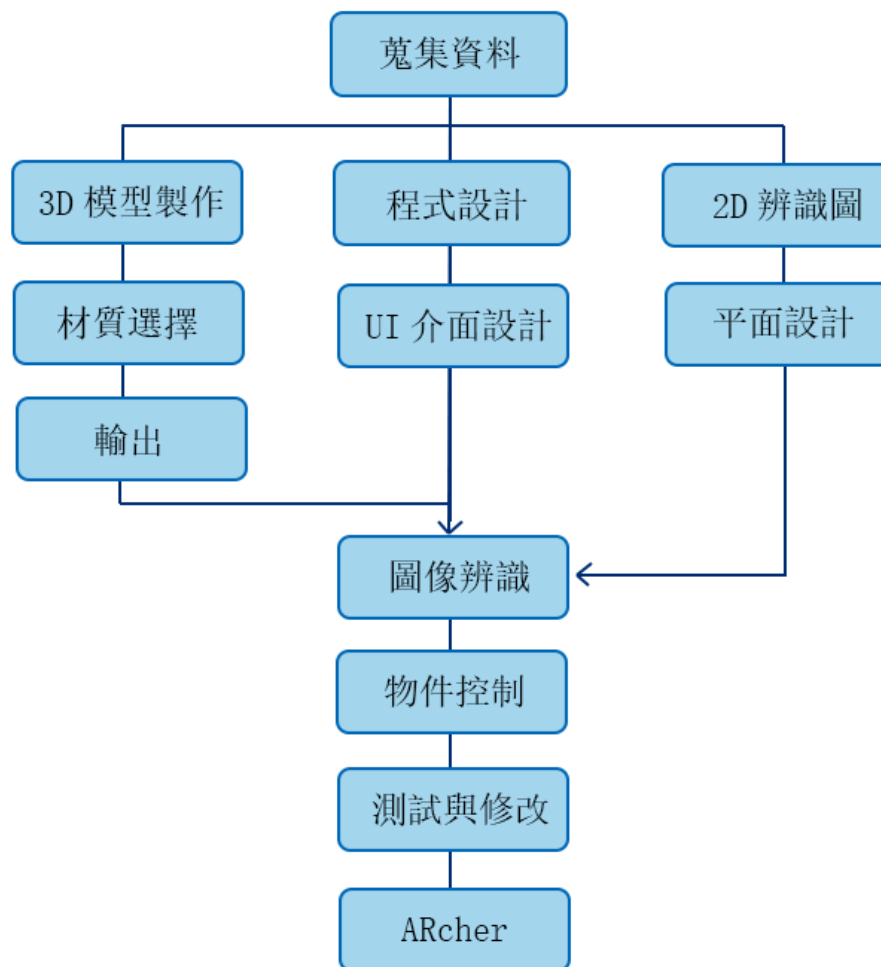 蒐集資料
3D 模型製作
程式設計
2D 辨識圖
材質選擇
UI 介面設計
平面設計
輸出
圖像辨識
物件控制
測試與修改
ARcher